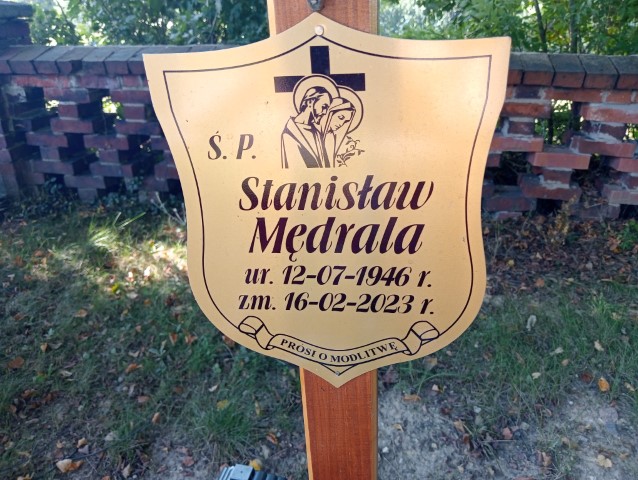 Ś. P.
Stanisław
Mędrala
ur. 12-07-1946 r.
zm. 16-02-2023 r.
PROSI O MODLITWĘ